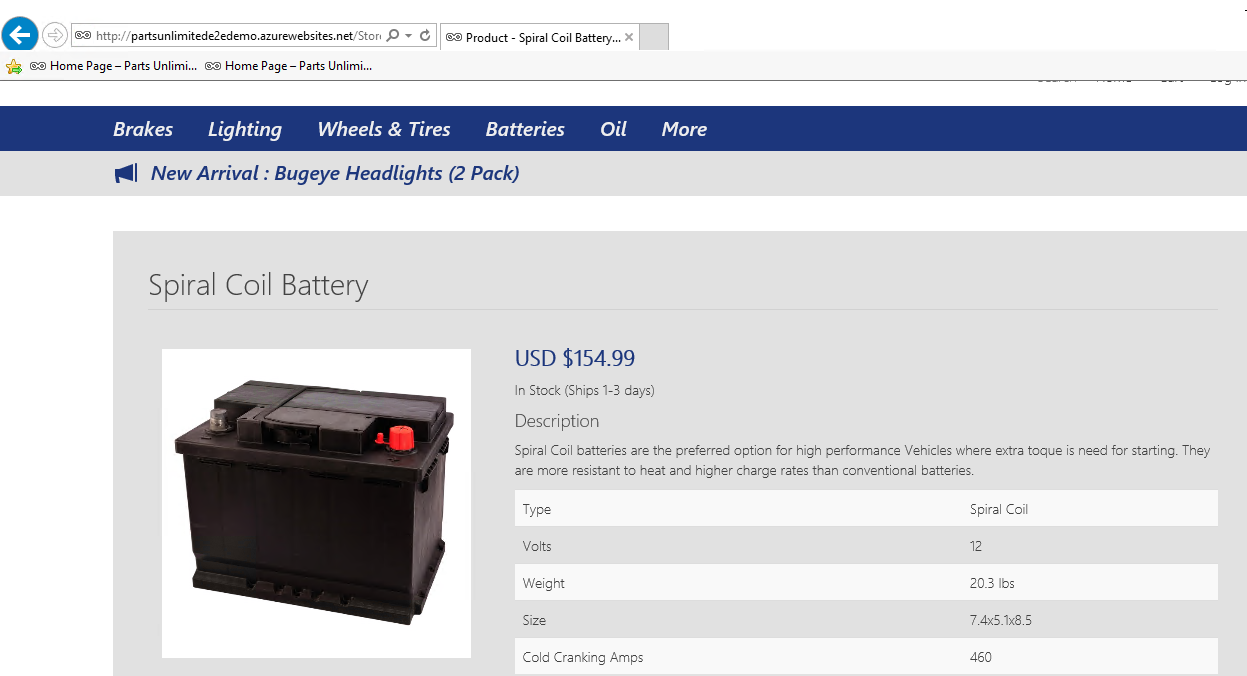 http://partsunlimitede2edemo.azurewebsites.net/Stor
Product - Spiral Coil Battery...
Home Page – Parts Unlimi... Home Page – Parts Unlimi...
Brakes Lighting Wheels & Tires Batteries Oil More
New Arrival : Bugeye Headlights (2 Pack)
Spiral Coil Battery
USD $154.99
In Stock (Ships 1-3 days)
Description
Spiral Coil batteries are the preferred option for high performance Vehicles where extra toque is need for starting. They
are more resistant to heat and higher charge rates than conventional batteries.
Type Spiral Coil
Volts 12
Weight 20.3 lbs
Size 7.4x5.1x8.5
Cold Cranking Amps 460